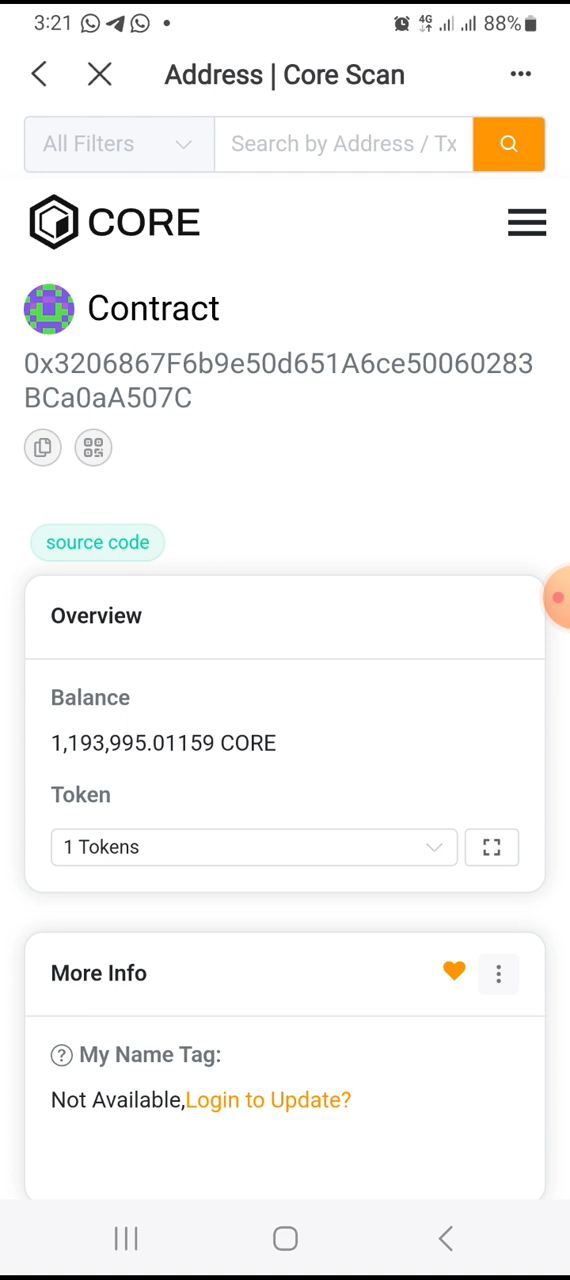 3:21
4G
88%
Address | Core Scan
All Filters
Search by Address / Tx
CORE
Contract
0x3206867F6b9e50d651A6ce50060283
BCa0aA507C
source code
Overview
Balance
1,193,995.01159 CORE
Token
1 Tokens
More Info
? My Name Tag:
Not Available,Login to Update?